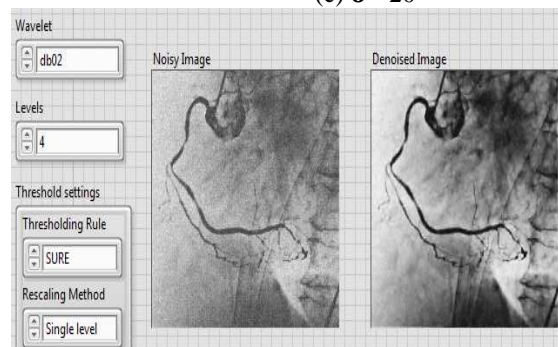 Wavelet
db02
Noisy Image
Denoised Image
Levels
4
Threshold settings
Thresholding Rule
SURE
Rescaling Method
Single level